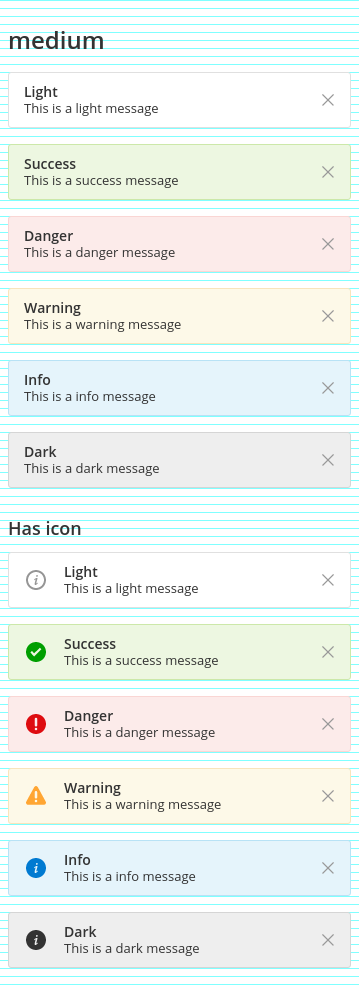 medium
Light
This is a light message
Success
This is a success message
Danger
This is a danger message
Warning
This is a warning message
Info
This is a info message
Dark
This is a dark message
Has icon
Light
This is a light message
Success
This is a success message
Danger
This is a danger message
Warning
This is a warning message
Info
This is a info message
Dark
This is a dark message